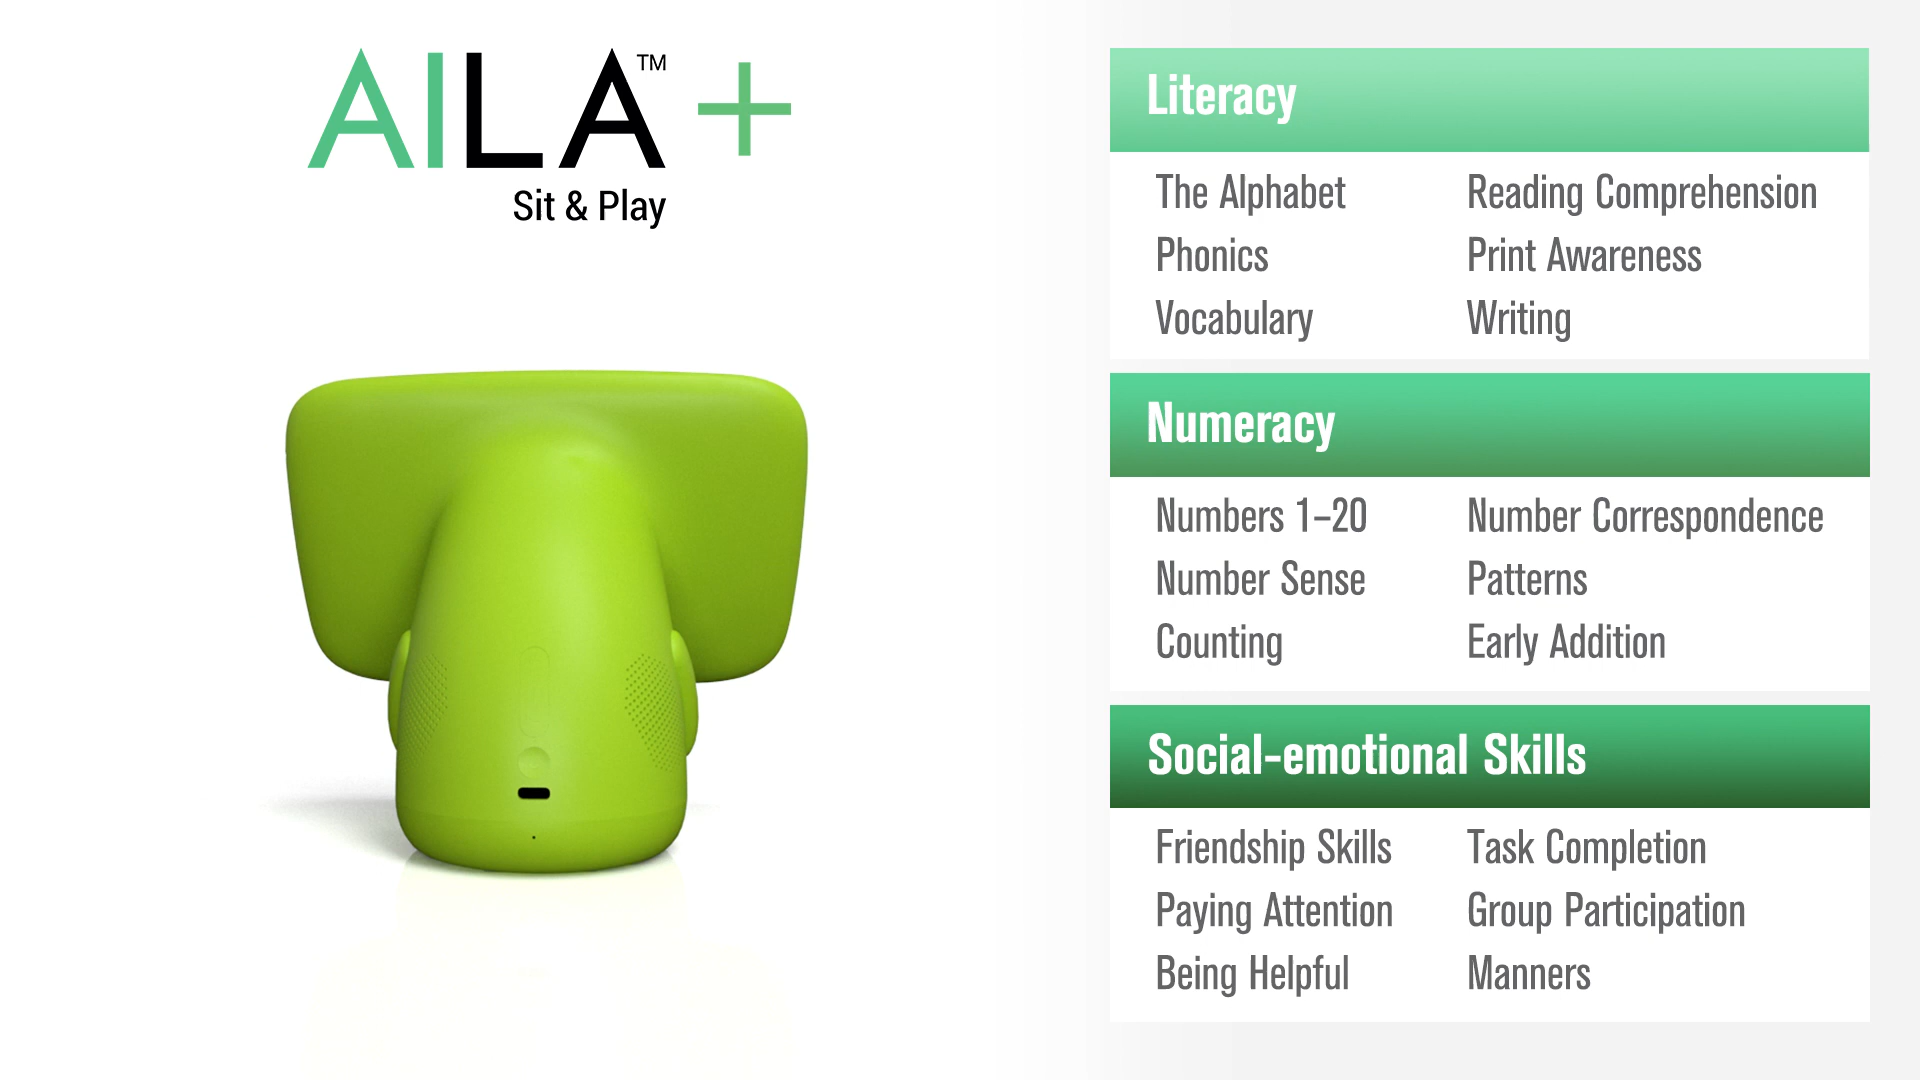 AILA™+
Sit & Play
Literacy
The Alphabet
Phonics
Vocabulary
Reading Comprehension
Print Awareness
Writing
Numeracy
Numbers 1–20
Number Sense
Counting
Number Correspondence
Patterns
Early Addition
Social-emotional Skills
Friendship Skills
Paying Attention
Being Helpful
Task Completion
Group Participation
Manners